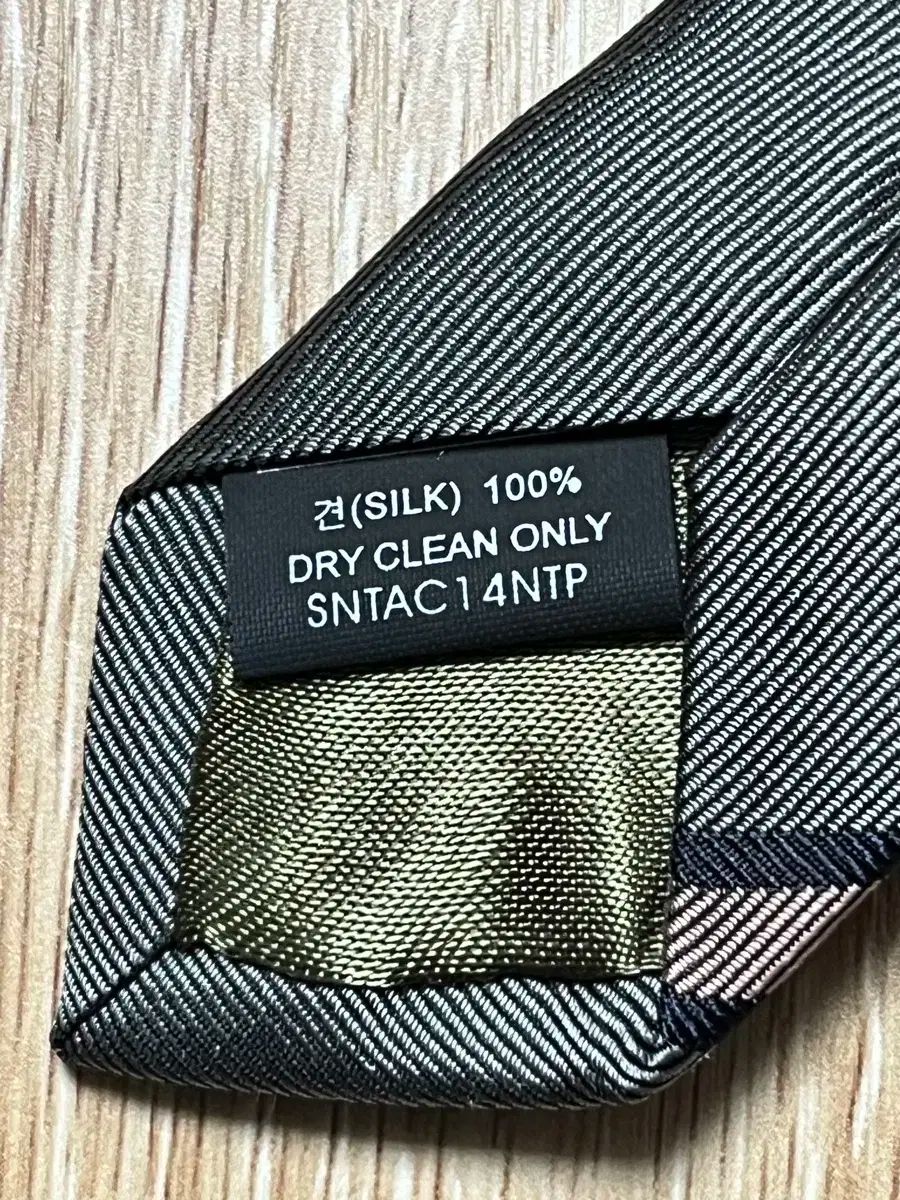 견(SILK) 100%
DRY CLEAN ONLY
SNTAC14NTP